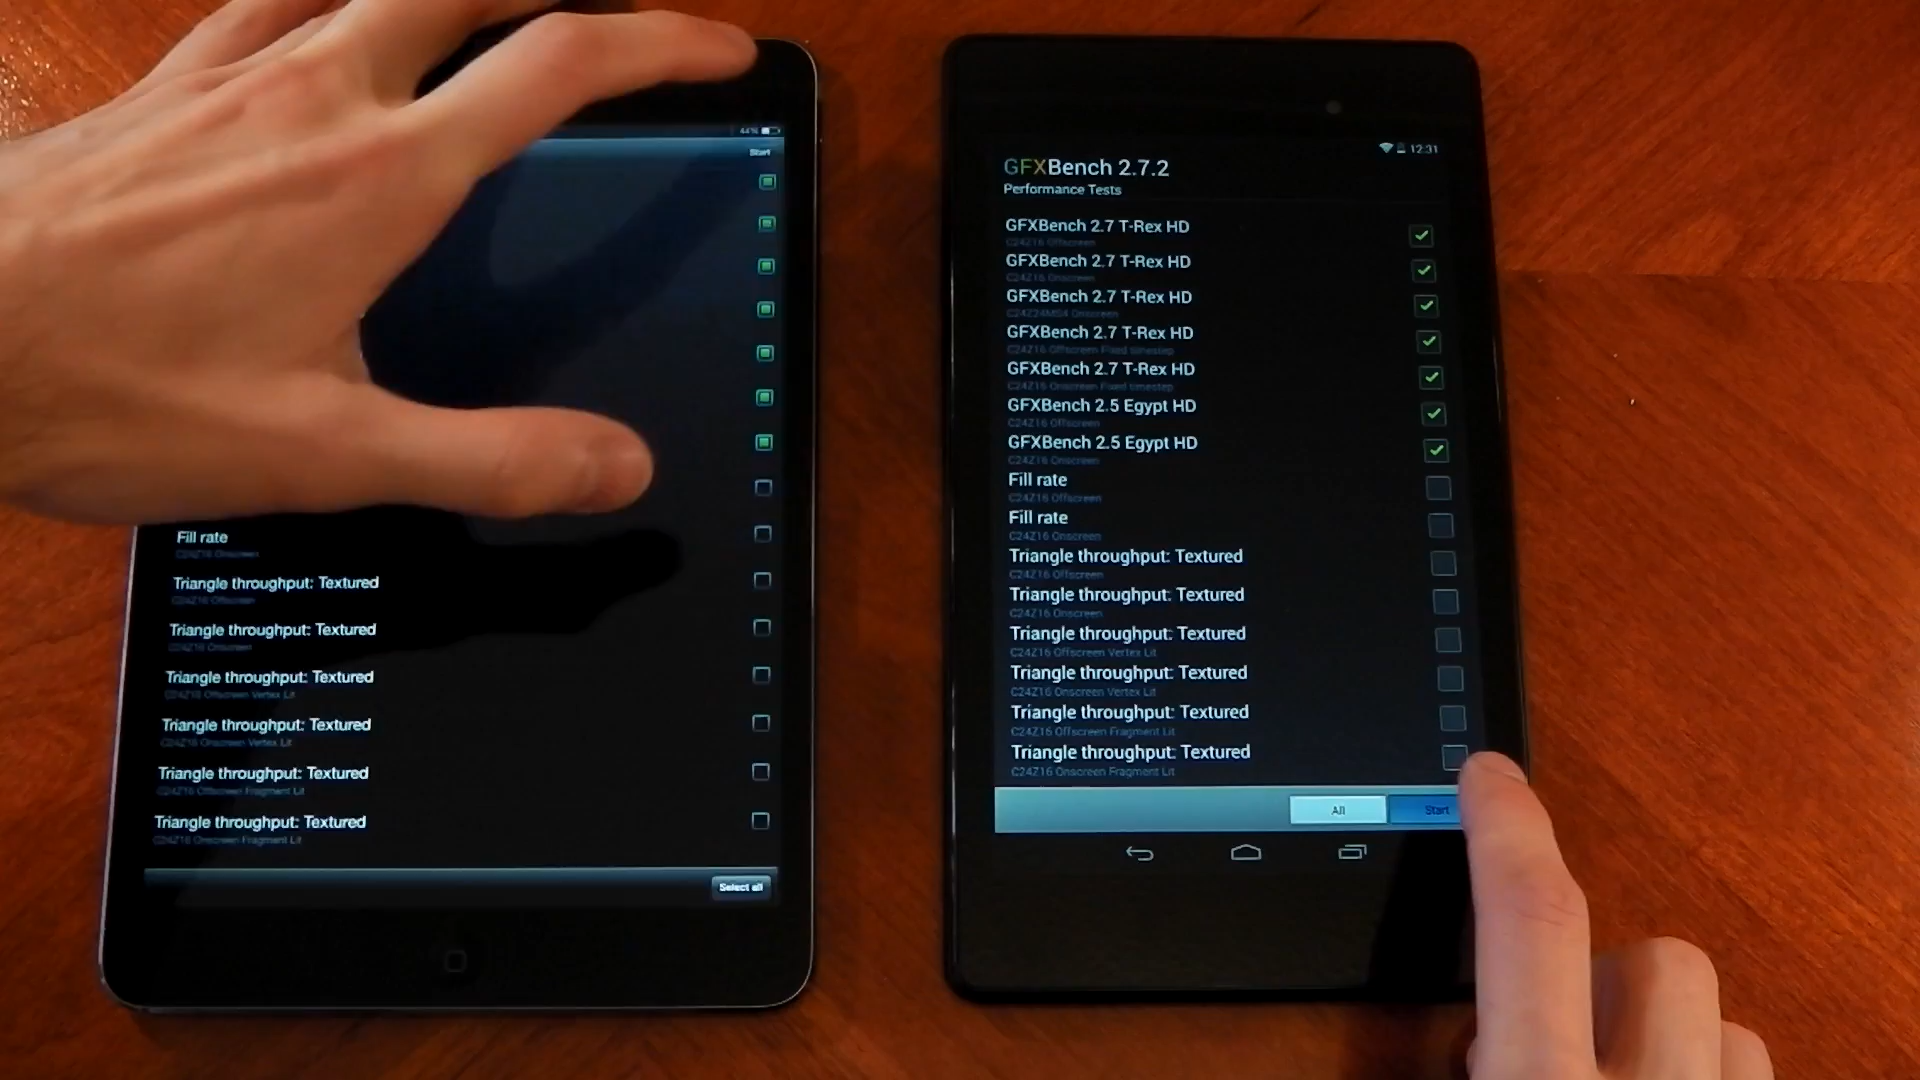 44%
Start
Fill rate
C24Z16 Onscreen
Triangle throughput: Textured
C24Z16 Offscreen
Triangle throughput: Textured
C24Z16 Onscreen
Triangle throughput: Textured
C24Z16 Offscreen Vertex Lit
Triangle throughput: Textured
C24Z16 Onscreen Vertex Lit
Triangle throughput: Textured
C24Z16 Offscreen Fragment Lit
Triangle throughput: Textured
C24Z16 Onscreen Fragment Lit
Select all
12:31
GFXBench 2.7.2
Performance Tests
GFXBench 2.7 T-Rex HD
C24Z16 Offscreen
GFXBench 2.7 T-Rex HD
C24Z16 Onscreen
GFXBench 2.7 T-Rex HD
C24Z24MS4 Onscreen
GFXBench 2.7 T-Rex HD
C24Z16 Offscreen Fixed timestep
GFXBench 2.7 T-Rex HD
C24Z16 Onscreen Fixed timestep
GFXBench 2.5 Egypt HD
C24Z16 Offscreen
GFXBench 2.5 Egypt HD
C24Z16 Onscreen
Fill rate
C24Z16 Offscreen
Fill rate
C24Z16 Onscreen
Triangle throughput: Textured
C24Z16 Offscreen
Triangle throughput: Textured
C24Z16 Onscreen
Triangle throughput: Textured
C24Z16 Offscreen Vertex Lit
Triangle throughput: Textured
C24Z16 Onscreen Vertex Lit
Triangle throughput: Textured
C24Z16 Offscreen Fragment Lit
Triangle throughput: Textured
C24Z16 Onscreen Fragment Lit
All
Start